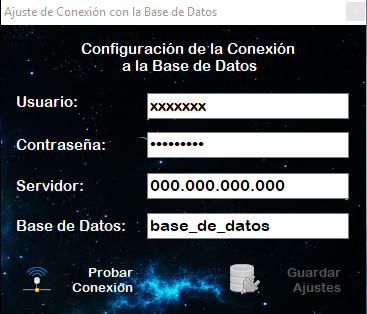 Ajuste de Conexión con la Base de Datos
Configuración de la Conexión
a la Base de Datos
Usuario: xxxxxxx
Contraseña: •••••••••
Servidor: 000.000.000.000
Base de Datos: base_de_datos
Probar
Conexión
Guardar
Ajustes